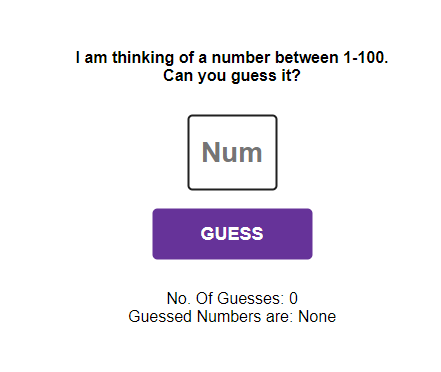 I am thinking of a number between 1-100.
Can you guess it?
Num
GUESS
No. Of Guesses: 0
Guessed Numbers are: None